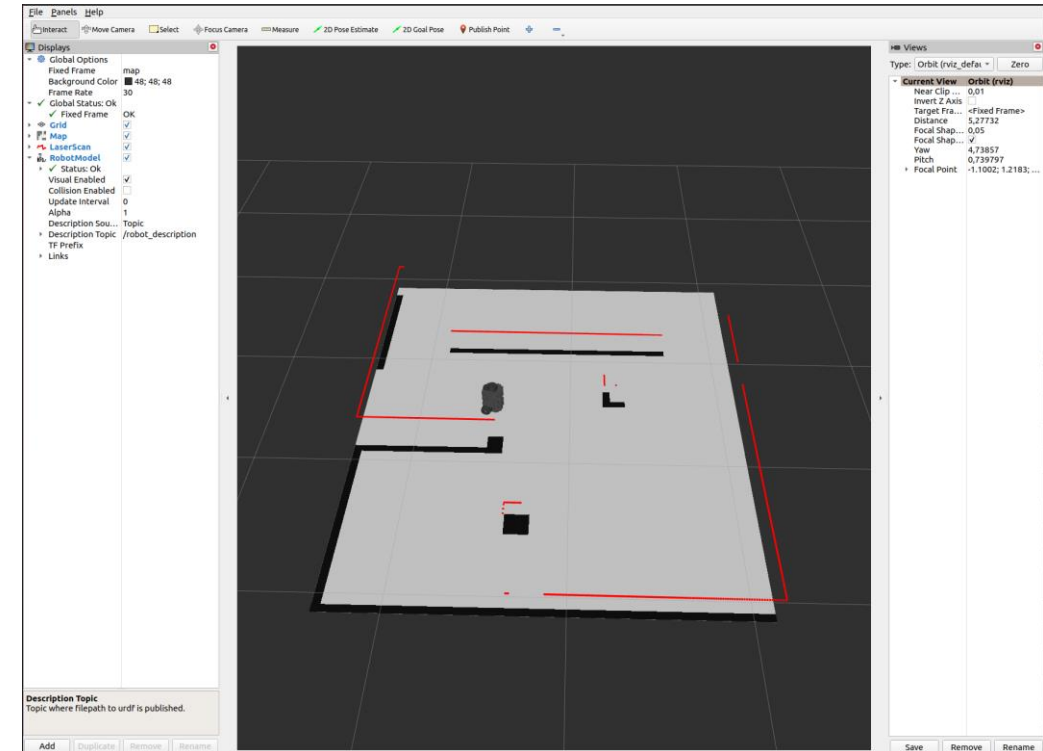 File Panels Help
Interact Move Camera Select Focus Camera Measure 2D Pose Estimate 2D Goal Pose Publish Point
Displays
Global Options
Fixed Frame map
Background Color 48; 48; 48
Frame Rate 30
Global Status: Ok
Fixed Frame OK
Grid
Map
LaserScan
RobotModel
Status: Ok
Visual Enabled
Collision Enabled
Update Interval 0
Alpha 1
Description Sou... Topic
Description Topic /robot_description
TF Prefix
Links
Description Topic
Topic where filepath to urdf is published.
Add Duplicate Remove Rename
Views
Type: Orbit (rviz_defau Zero
Current View Orbit (rviz)
Near Clip ... 0,01
Invert Z Axis
Target Fra... <Fixed Frame>
Distance 5,27732
Focal Shap... 0,05
Focal Shap...
Yaw 4,73857
Pitch 0,739797
Focal Point -1.1002; 1.2183; ...
Save Remove Rename